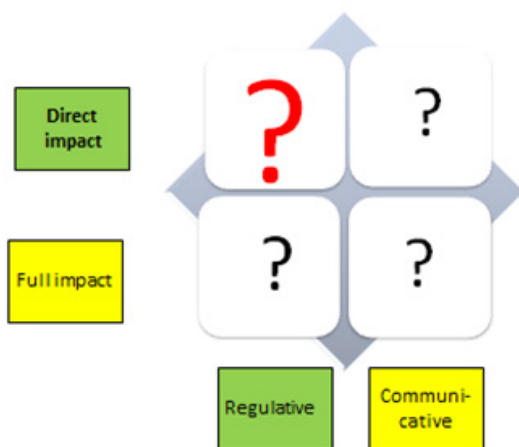 ?
?
Direct
impact
?
?
Full impact
Regulative
Communi-
cative